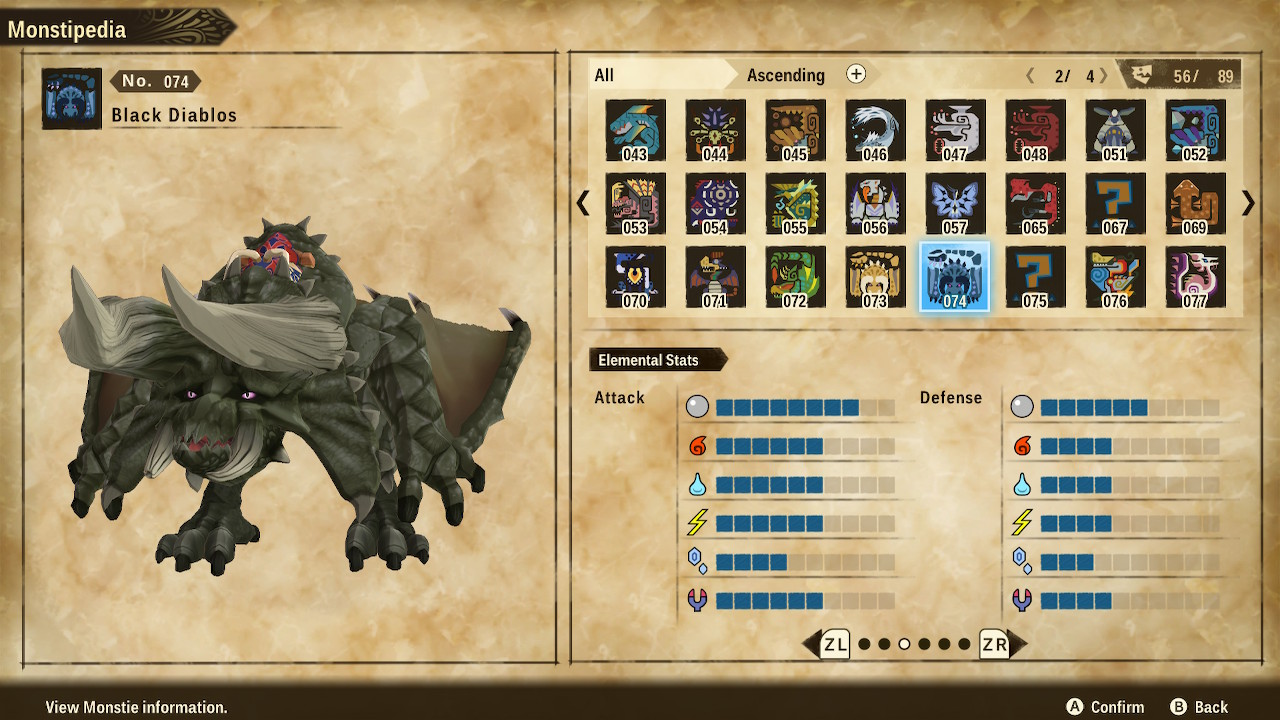 Monstipedia
No. 074
Black Diablos
All
Ascending
2/ 4
56/ 89
043 044 045 046 047 048 051 052
053 054 055 056 057 065 067 069
070 071 072 073 074 075 076 077
Elemental Stats
Attack
Defense
ZL
ZR
View Monstie information.
A Confirm
B Back